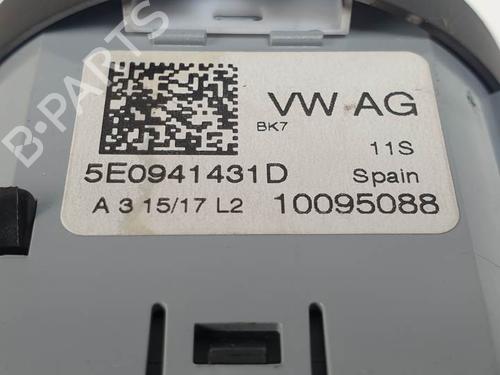 VW AG
BK7
11S
5E0941431D
Spain
A 3 15/17 L2
10095088
B-PARTS